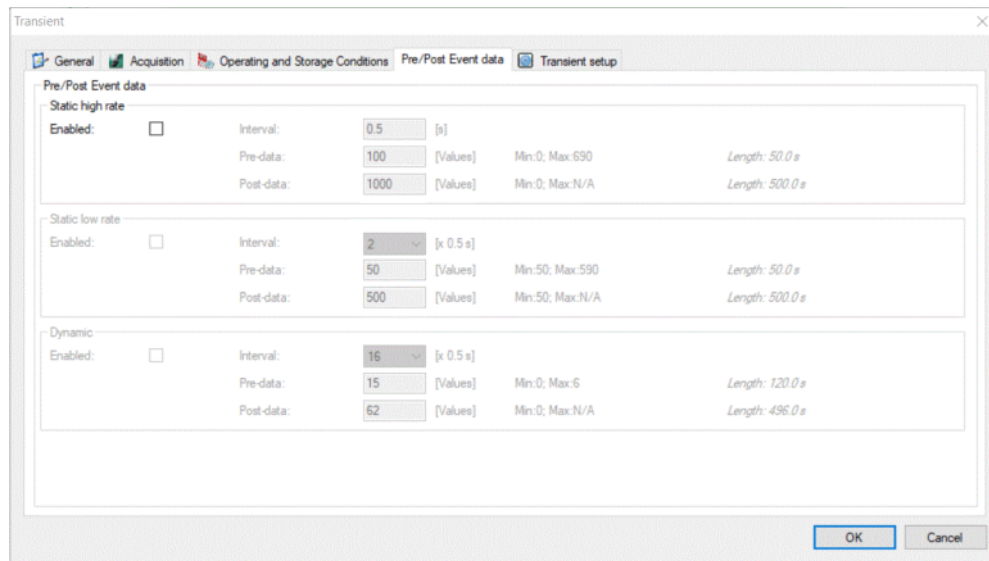 Transient
General Acquisition Operating and Storage Conditions Pre/Post Event data Transient setup
Pre/Post Event data
Static high rate
Enabled: Interval: 0.5 [s]
Pre-data: 100 [Values] Min:0; Max:690 Length: 50.0 s
Post-data: 1000 [Values] Min:0; Max:N/A Length: 500.0 s
Static low rate
Enabled: Interval: 2 [x 0.5 s]
Pre-data: 50 [Values] Min:50; Max:590 Length: 50.0 s
Post-data: 500 [Values] Min:50; Max:N/A Length: 500.0 s
Dynamic
Enabled: Interval: 16 [x 0.5 s]
Pre-data: 15 [Values] Min:0; Max:6 Length: 120.0 s
Post-data: 62 [Values] Min:0; Max:N/A Length: 496.0 s
OK Cancel